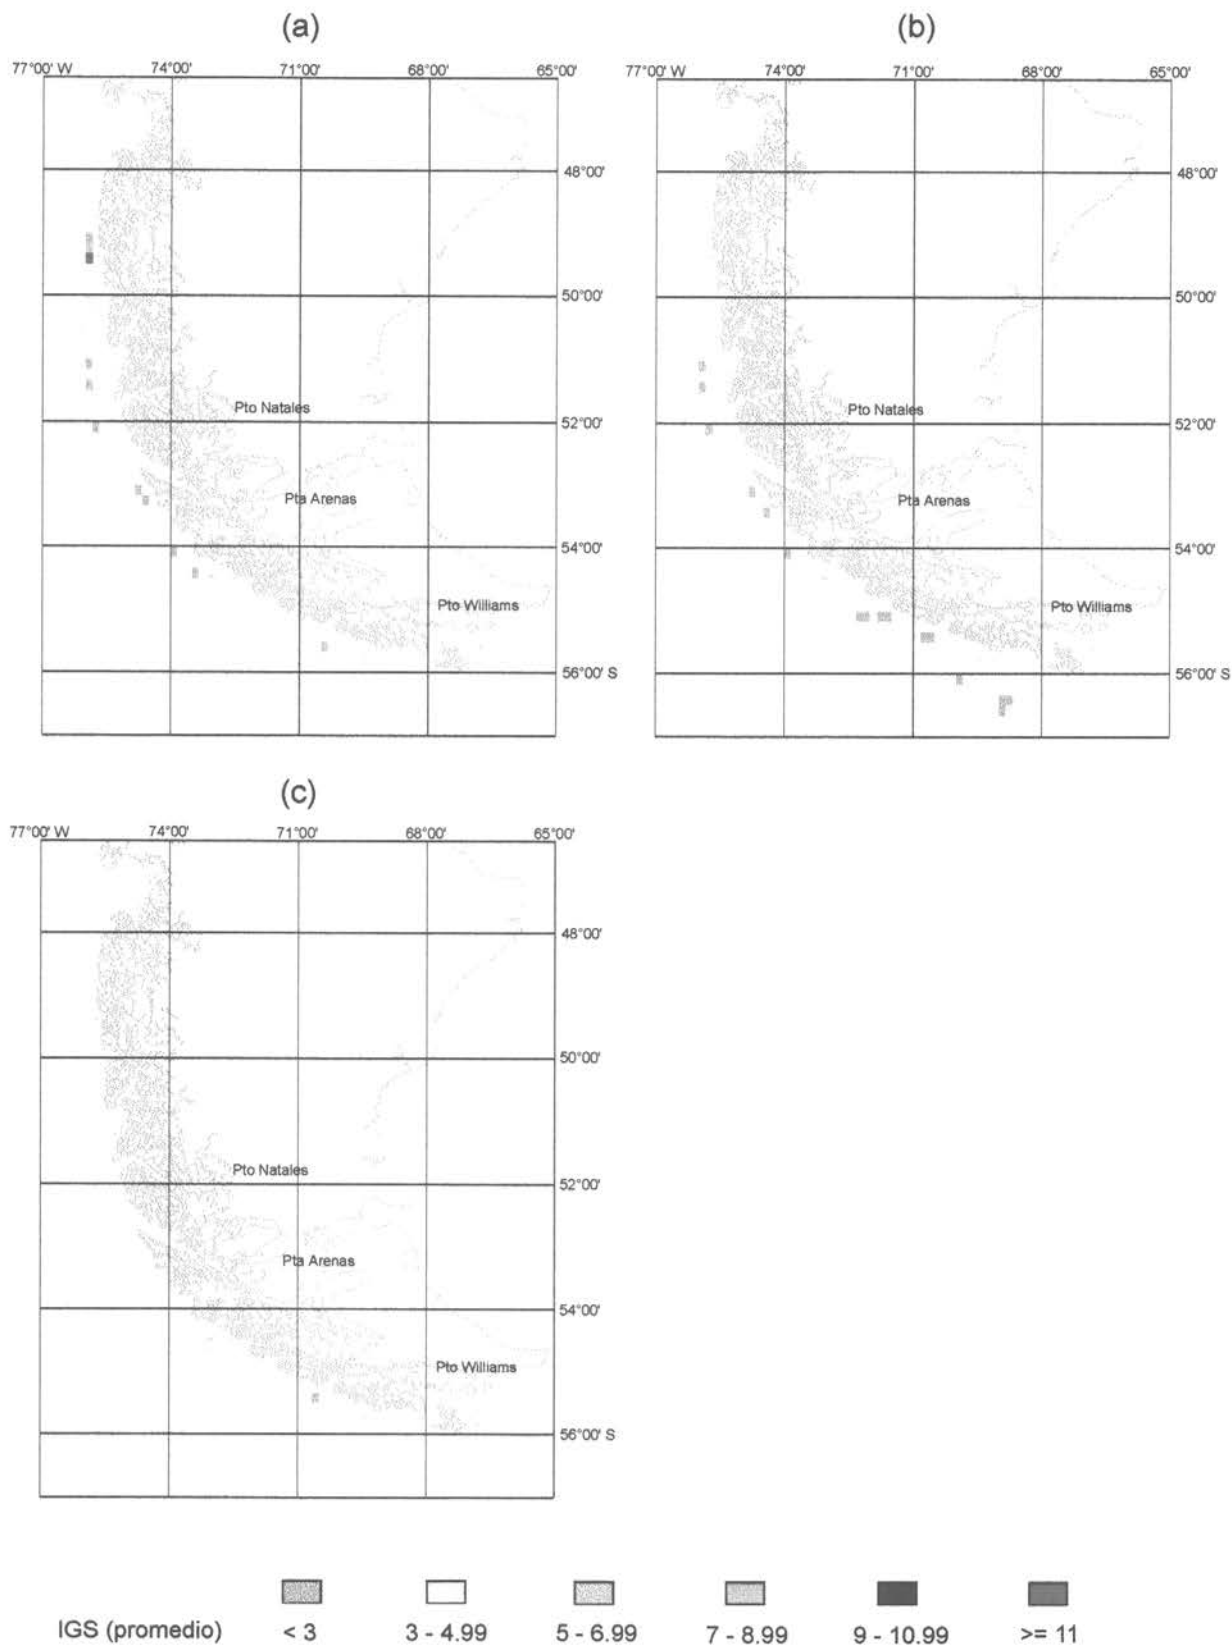 (a)
77°00' W 74°00' 71°00' 68°00' 65°00'
48°00'
50°00'
Pto Natales
52°00'
Pta Arenas
54°00'
Pto Williams
56°00' S
(b)
77°00' W 74°00' 71°00' 68°00' 65°00'
48°00'
50°00'
Pto Natales
52°00'
Pta Arenas
54°00'
Pto Williams
56°00' S
(c)
77°00' W 74°00' 71°00' 68°00' 65°00'
48°00'
50°00'
Pto Natales
52°00'
Pta Arenas
54°00'
Pto Williams
56°00' S
IGS (promedio) < 3 3 - 4.99 5 - 6.99 7 - 8.99 9 - 10.99 >= 11